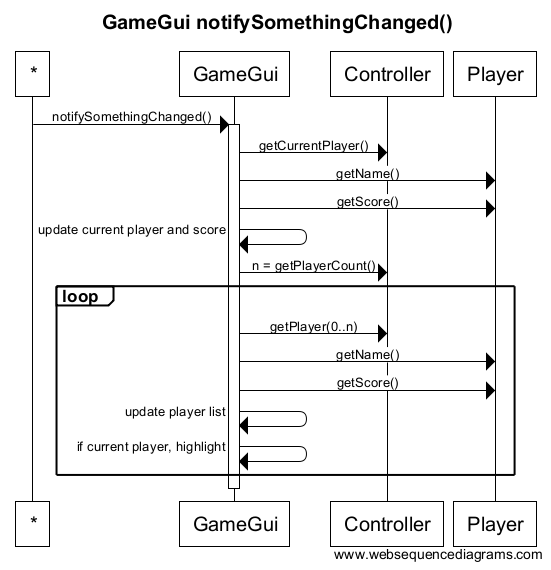 GameGui notifySomethingChanged()
* GameGui Controller Player
notifySomethingChanged()
getCurrentPlayer()
getName()
getScore()
update current player and score
n = getPlayerCount()
loop
getPlayer(0..n)
getName()
getScore()
update player list
if current player, highlight
* GameGui Controller Player
www.websequencediagrams.com